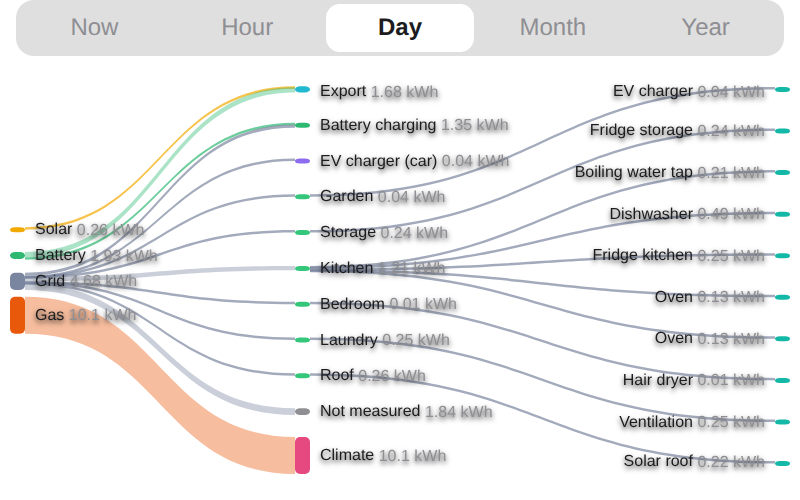 Now Hour Day Month Year
Export 1.68 kWh
Battery charging 1.35 kWh
EV charger (car) 0.04 kWh
Garden 0.04 kWh
Storage 0.24 kWh
Kitchen kWh
Bedroom 0.01 kWh
Laundry 0.25 kWh
Roof 0.26 kWh
Not measured 1.84 kWh
Climate 10.1 kWh
Solar 0.26 kWh
Battery 1.93 kWh
Grid 4.68 kWh
Gas 10.1 kWh
EV charger 0.04 kWh
Fridge storage 0.24 kWh
Boiling water tap 0.21 kWh
Dishwasher 0.49 kWh
Fridge kitchen 0.25 kWh
Oven 0.13 kWh
Oven 0.13 kWh
Hair dryer 0.01 kWh
Ventilation 0.25 kWh
Solar roof 0.22 kWh